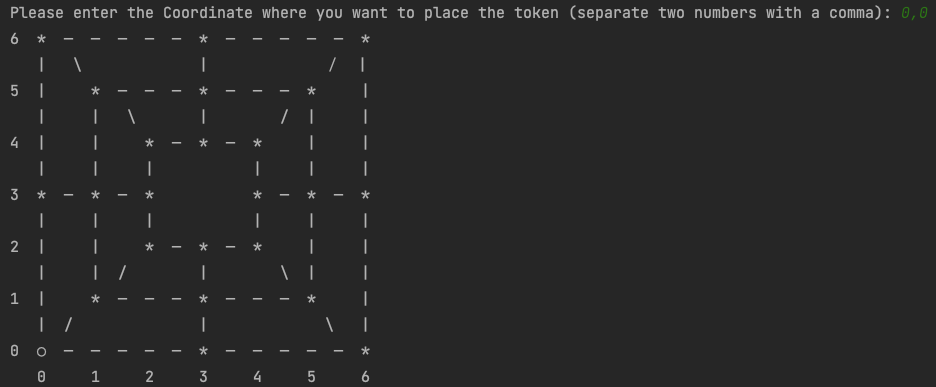 Please enter the Coordinate where you want to place the token (separate two numbers with a comma): 0,0
6  * — — — — — * — — — — — *
   |   \           |             /  |
5  |     * — — — * — — — *     |
   |     |   \       |        /  |     |
4  |     |     * — * — *     |     |
   |     |     |           |     |     |
3  * — * — *           * — * — *
   |     |     |           |     |     |
2  |     |     * — * — *     |     |
   |     |  /        |        \  |     |
1  |     * — — — * — — — *     |
   |  /              |             \   |
0  ○ — — — — — * — — — — — *
   0     1     2     3     4     5     6